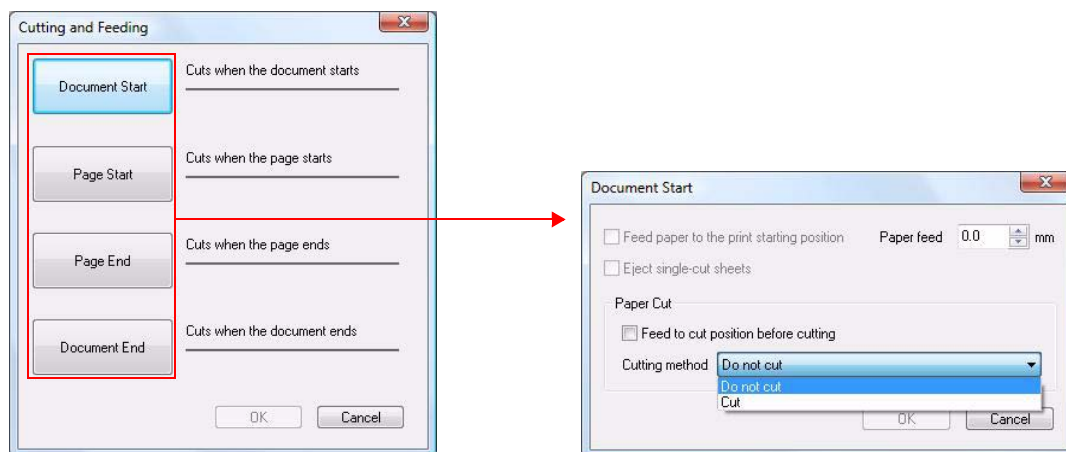 Cutting and Feeding
Document Start
Cuts when the document starts
Page Start
Cuts when the page starts
Page End
Cuts when the page ends
Document End
Cuts when the document ends
OK
Cancel
Document Start
Feed paper to the print starting position
Paper feed
0.0
mm
Eject single-cut sheets
Paper Cut
Feed to cut position before cutting
Cutting method
Do not cut
Do not cut
Cut
OK
Cancel